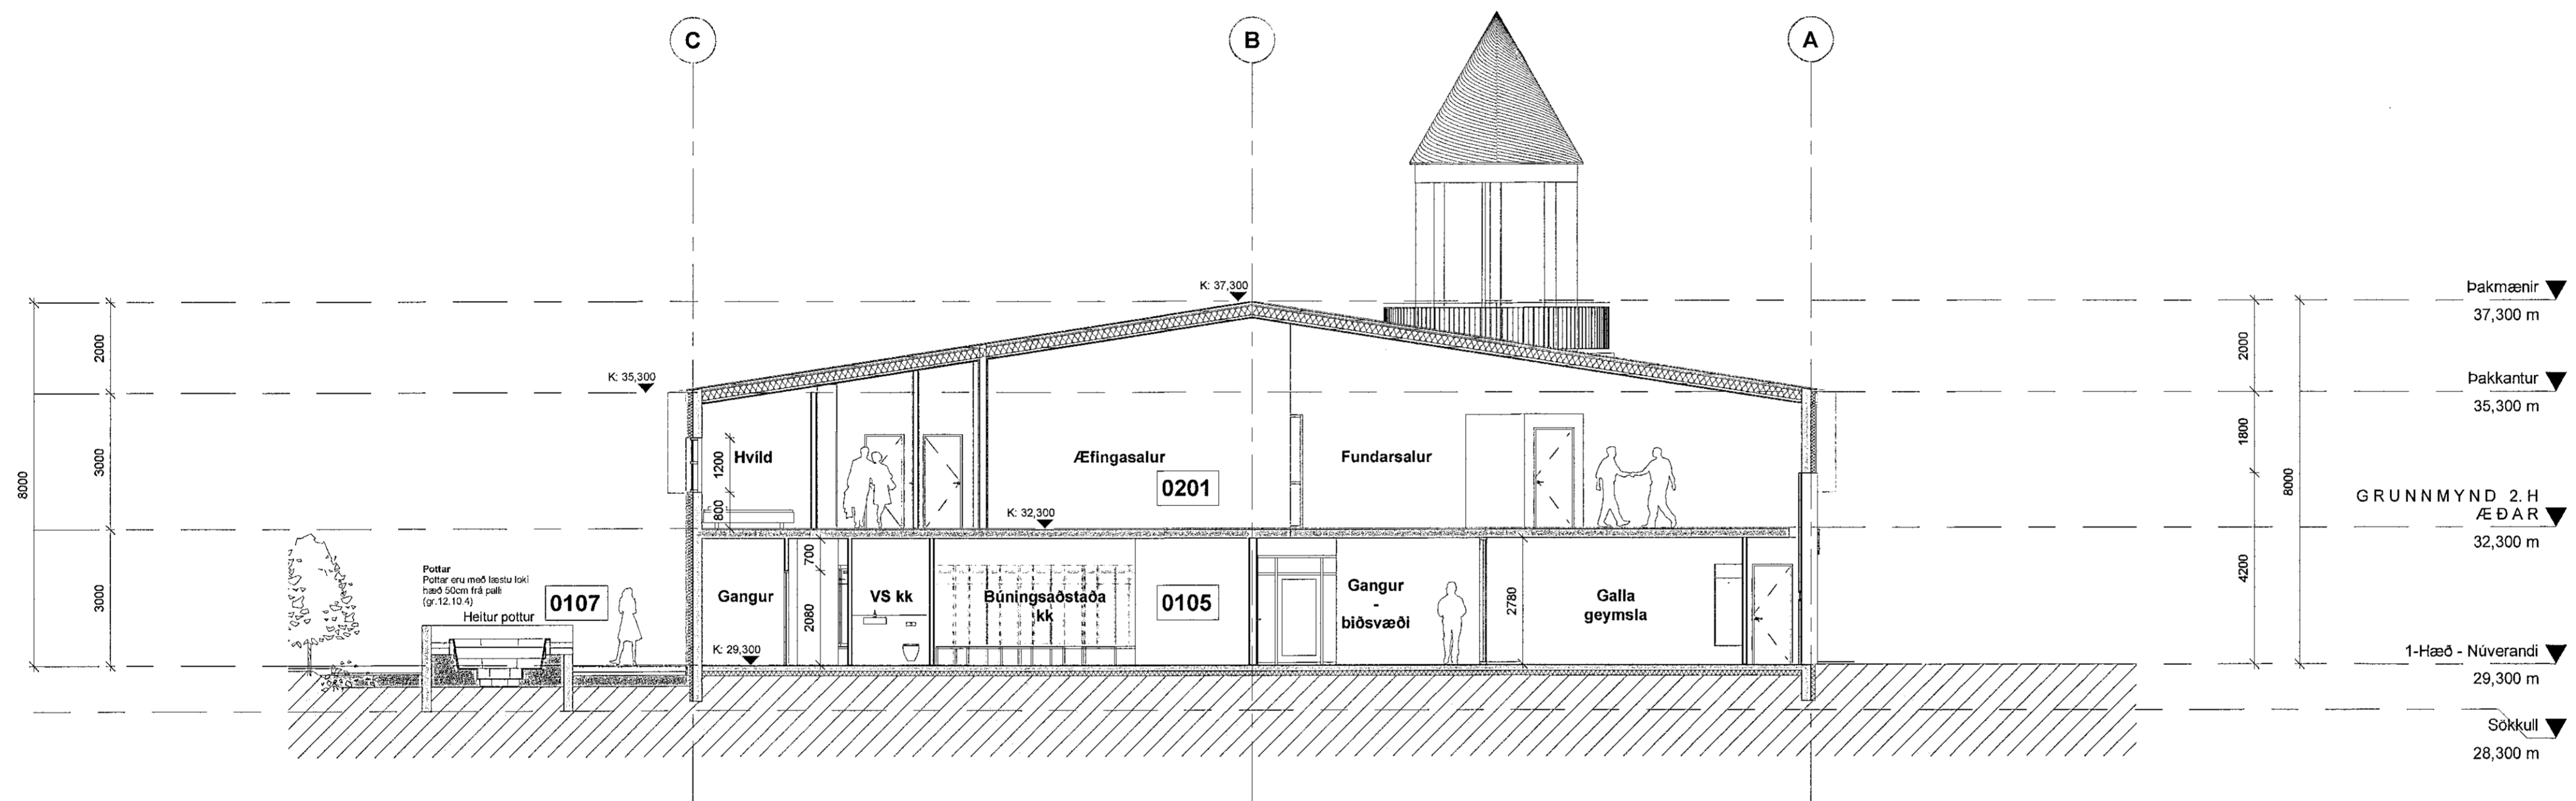 C
B
A
K: 37,300
Þakmænir
37,300 m
2000
2000
K: 35,300
Þakkantur
35,300 m
8000
3000
1200
Hvíld
Æfingasalur
Fundarsalur
1800
8000
0201
800
K: 32,300
GRUNNMYND 2.H
ÆÐAR
32,300 m
3000
700
Pottar
Pottar eru með læstu loki
hæð 50cm frá palli
(gr.12.10.4)
0107
Heitur pottur
Gangur
2080
VS kk
Búningsaðstaða
kk
0105
Gangur
-
biðsvæði
2780
Galla
geymsla
4200
K: 29,300
1-Hæð - Núverandi
29,300 m
Sökkull
28,300 m